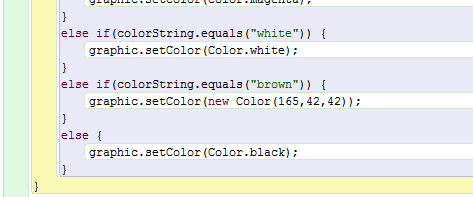 graphic.setColor(Color.magenta);
}
else if(colorString.equals("white")) {
graphic.setColor(Color.white);
}
else if(colorString.equals("brown")) {
graphic.setColor(new Color(165,42,42));
}
else {
graphic.setColor(Color.black);
}
}